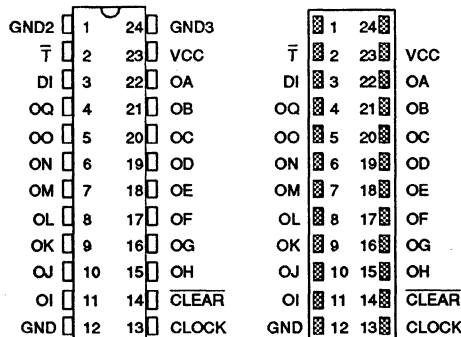 GND2 1 24 GND3 1 24
T̅ 2 23 VCC T̅ 2 23 VCC
DI 3 22 OA DI 3 22 OA
OQ 4 21 OB OQ 4 21 OB
OO 5 20 OC OO 5 20 OC
ON 6 19 OD ON 6 19 OD
OM 7 18 OE OM 7 18 OE
OL 8 17 OF OL 8 17 OF
OK 9 16 OG OK 9 16 OG
OJ 10 15 OH OJ 10 15 OH
OI 11 14 C̅L̅E̅A̅R̅ OI 11 14 C̅L̅E̅A̅R̅
GND 12 13 CLOCK GND 12 13 CLOCK